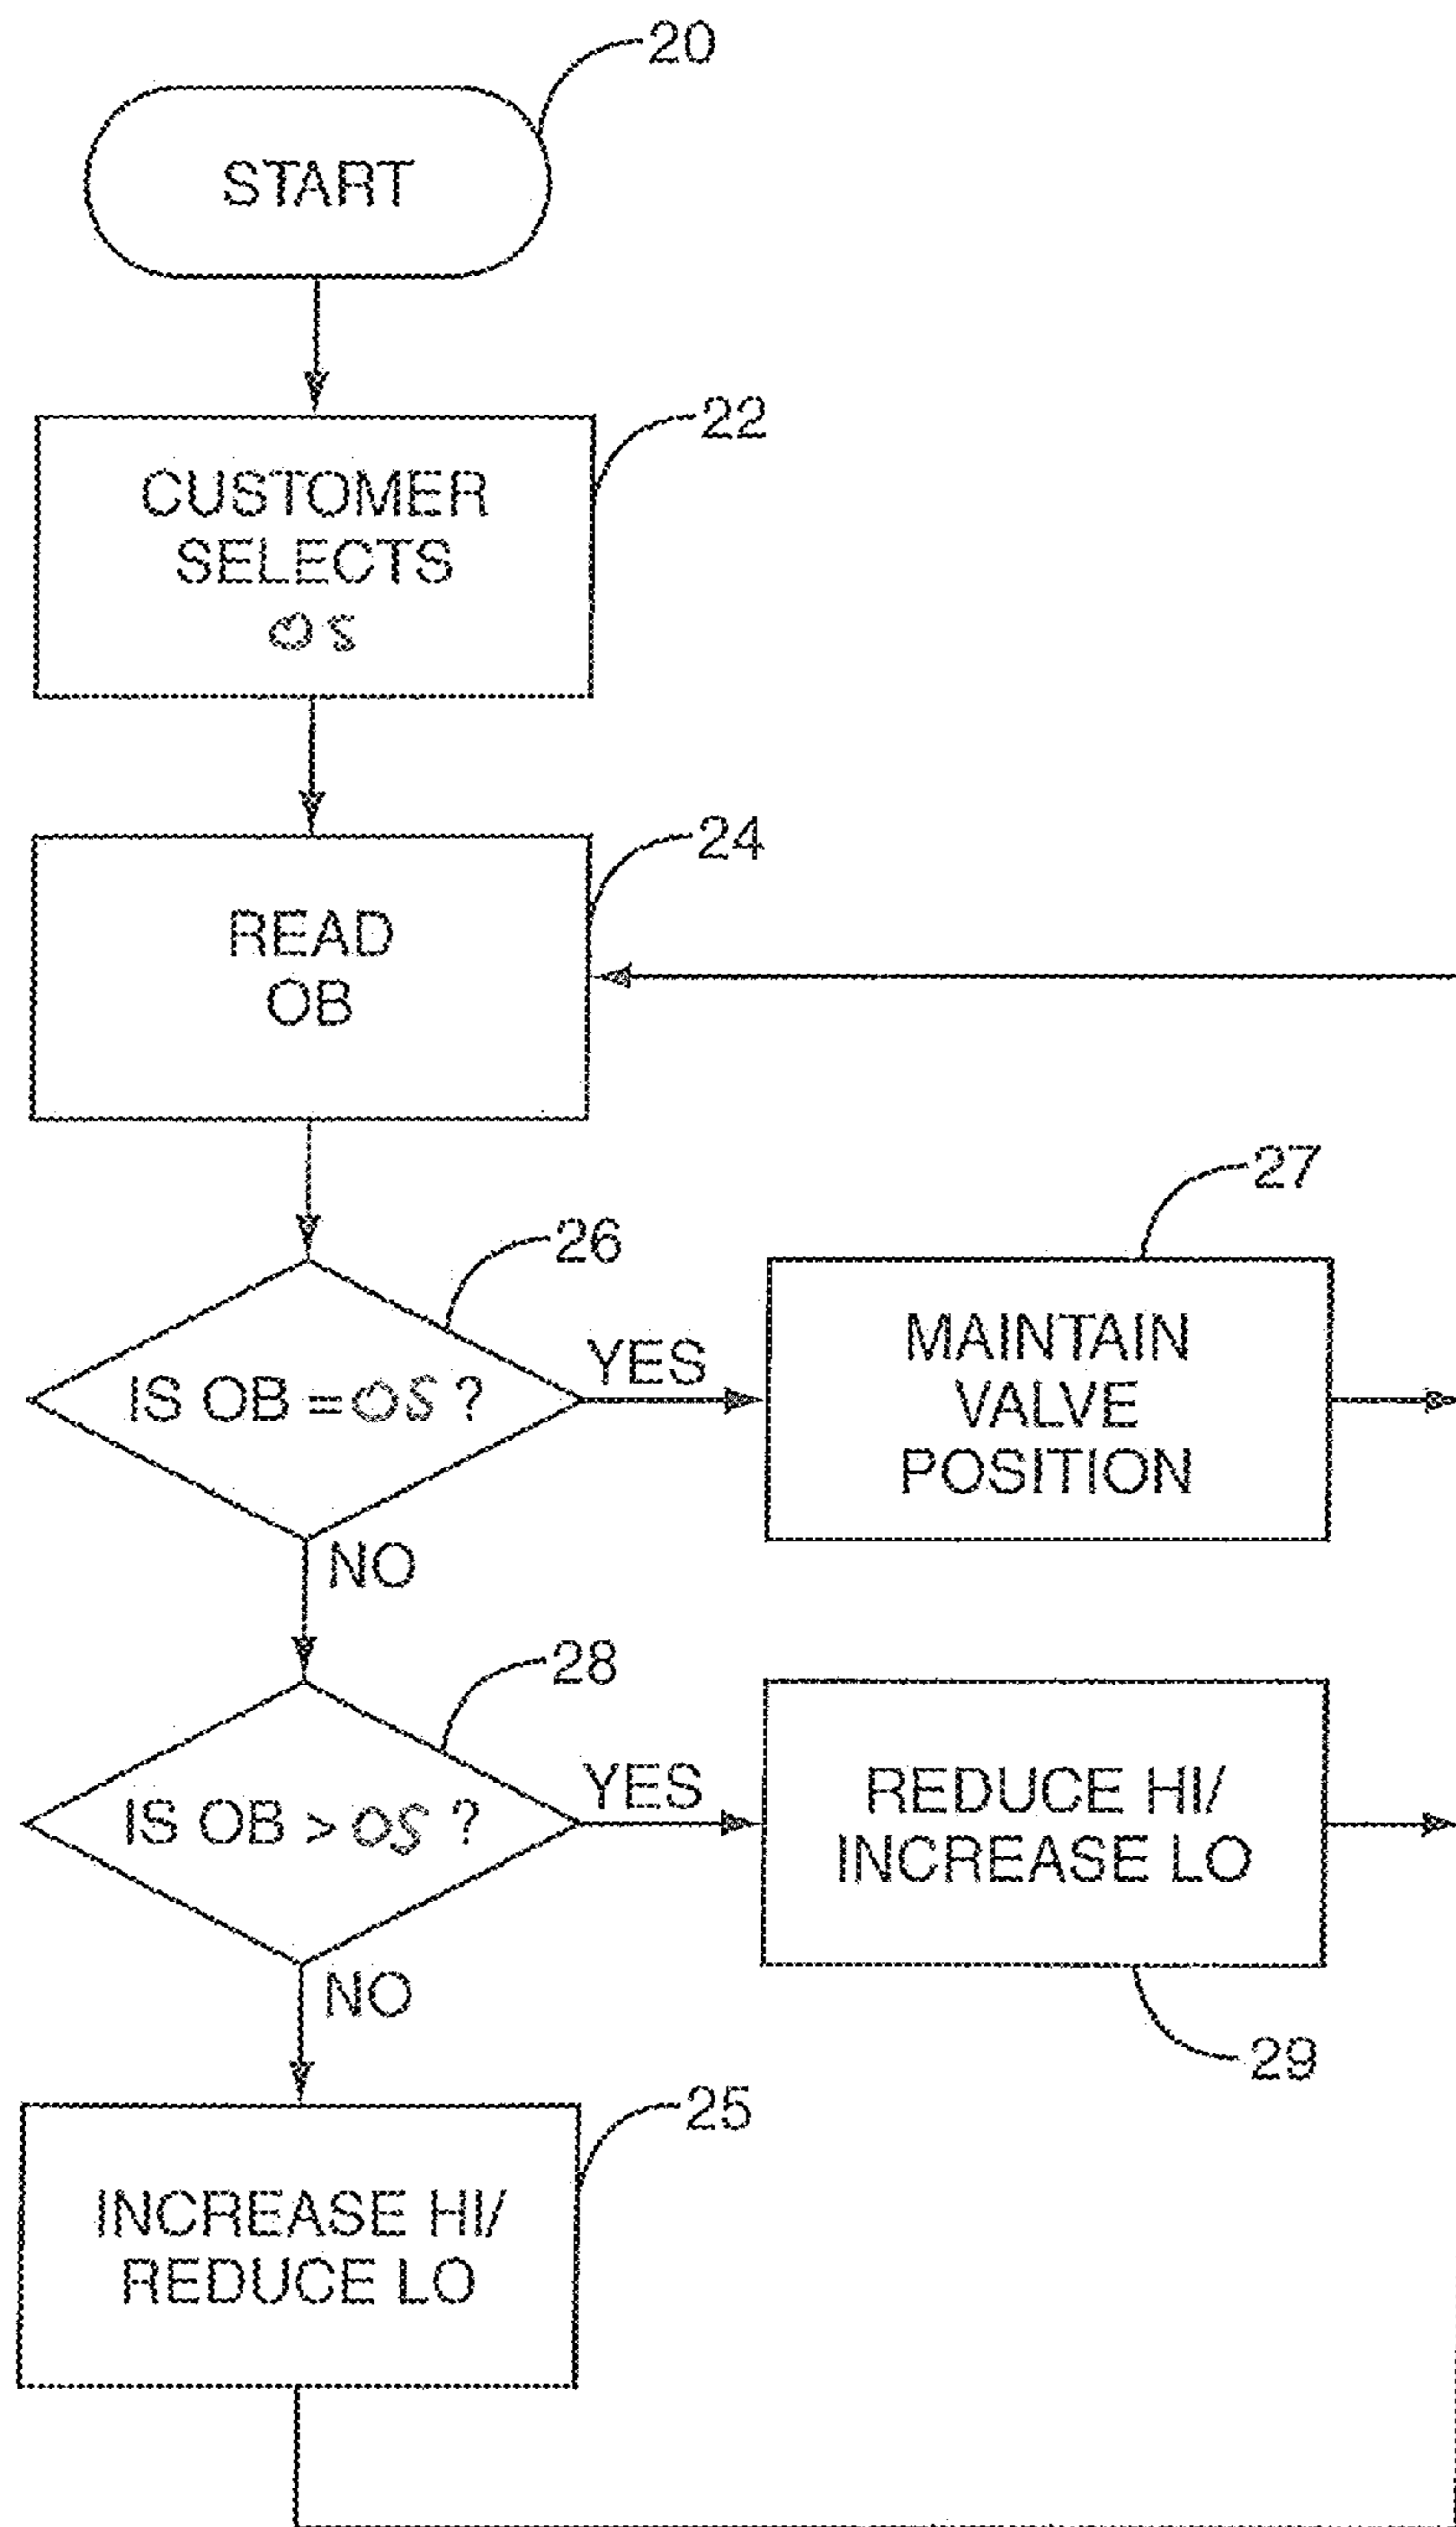 20
START
22
CUSTOMER
SELECTS
OS
24
READ
OB
26
IS OB = OS ?
YES
27
MAINTAIN
VALVE
POSITION
NO
28
IS OB > OS ?
YES
REDUCE HI/
INCREASE LO
29
NO
25
INCREASE HI/
REDUCE LO